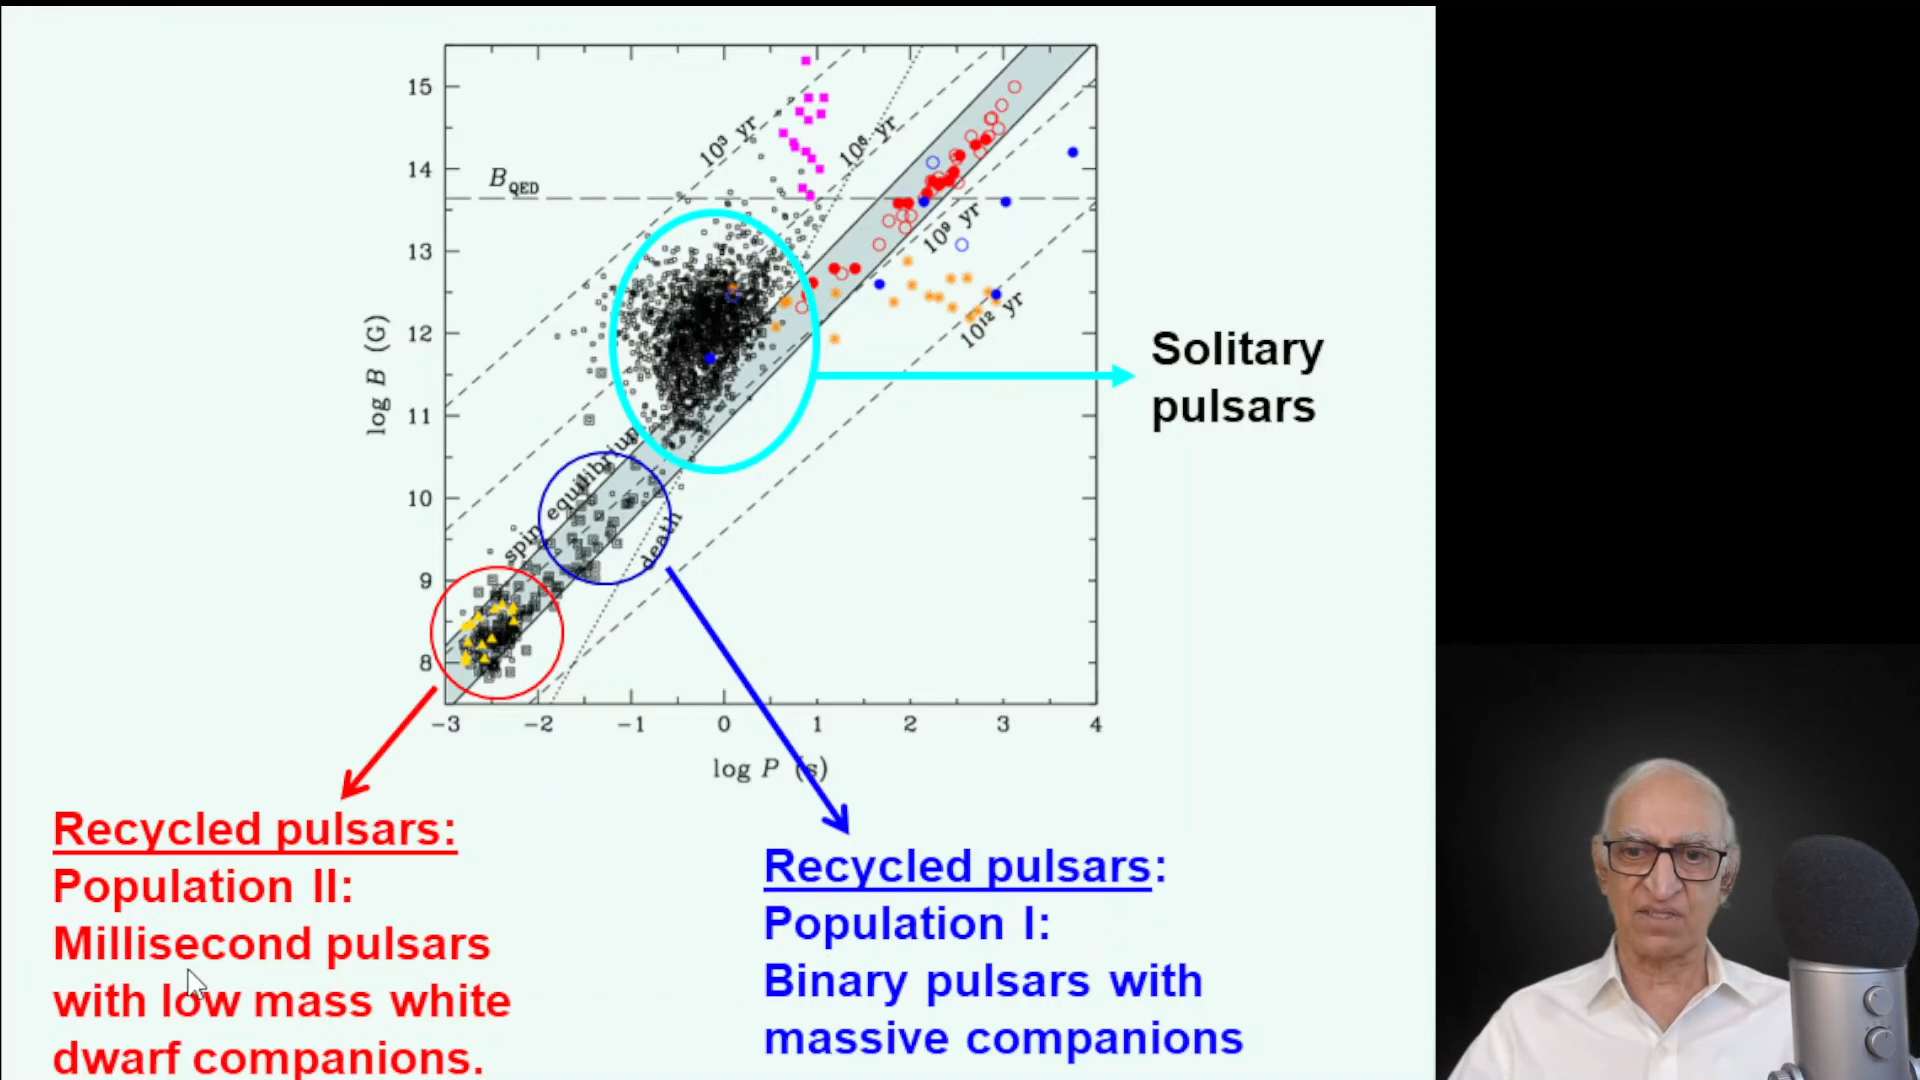 15
14
13
12
11
10
9
8
log B (G)
B QED
10³ yr
10⁶ yr
10⁹ yr
10¹² yr
spin equilibrium
death
−3 −2 −1 0 1 2 3 4
log P (s)
Solitary
pulsars
Recycled pulsars:
Population II:
Millisecond pulsars
with low mass white
dwarf companions.
Recycled pulsars:
Population I:
Binary pulsars with
massive companions